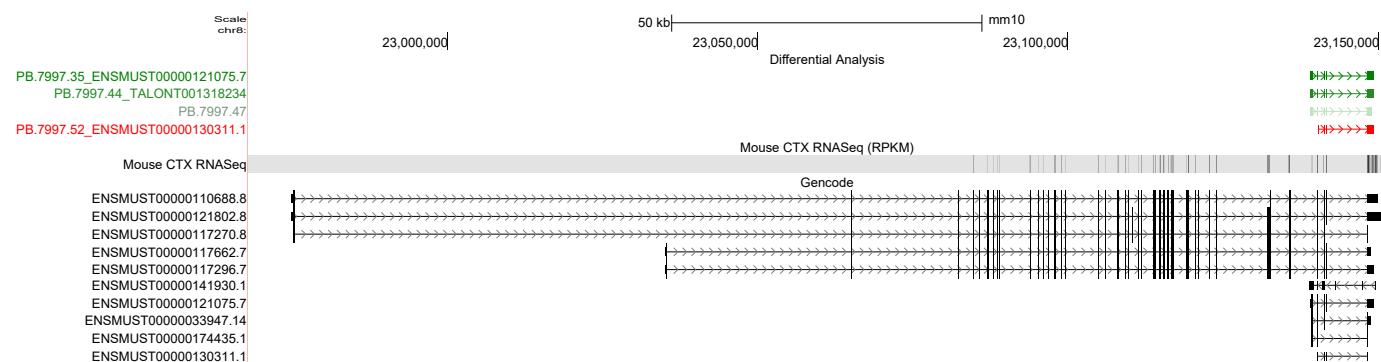 Scale 50 kb mm10
chr8: 23,000,000 23,050,000 23,100,000 23,150,000
Differential Analysis
PB.7997.35_ENSMUST00000121075.7
PB.7997.44_TALONT001318234
PB.7997.47
PB.7997.52_ENSMUST00000130311.1
Mouse CTX RNASeq (RPKM)
Mouse CTX RNASeq
Gencode
ENSMUST00000110688.8
ENSMUST00000121802.8
ENSMUST00000117270.8
ENSMUST00000117662.7
ENSMUST00000117296.7
ENSMUST00000141930.1
ENSMUST00000121075.7
ENSMUST00000033947.14
ENSMUST00000174435.1
ENSMUST00000130311.1